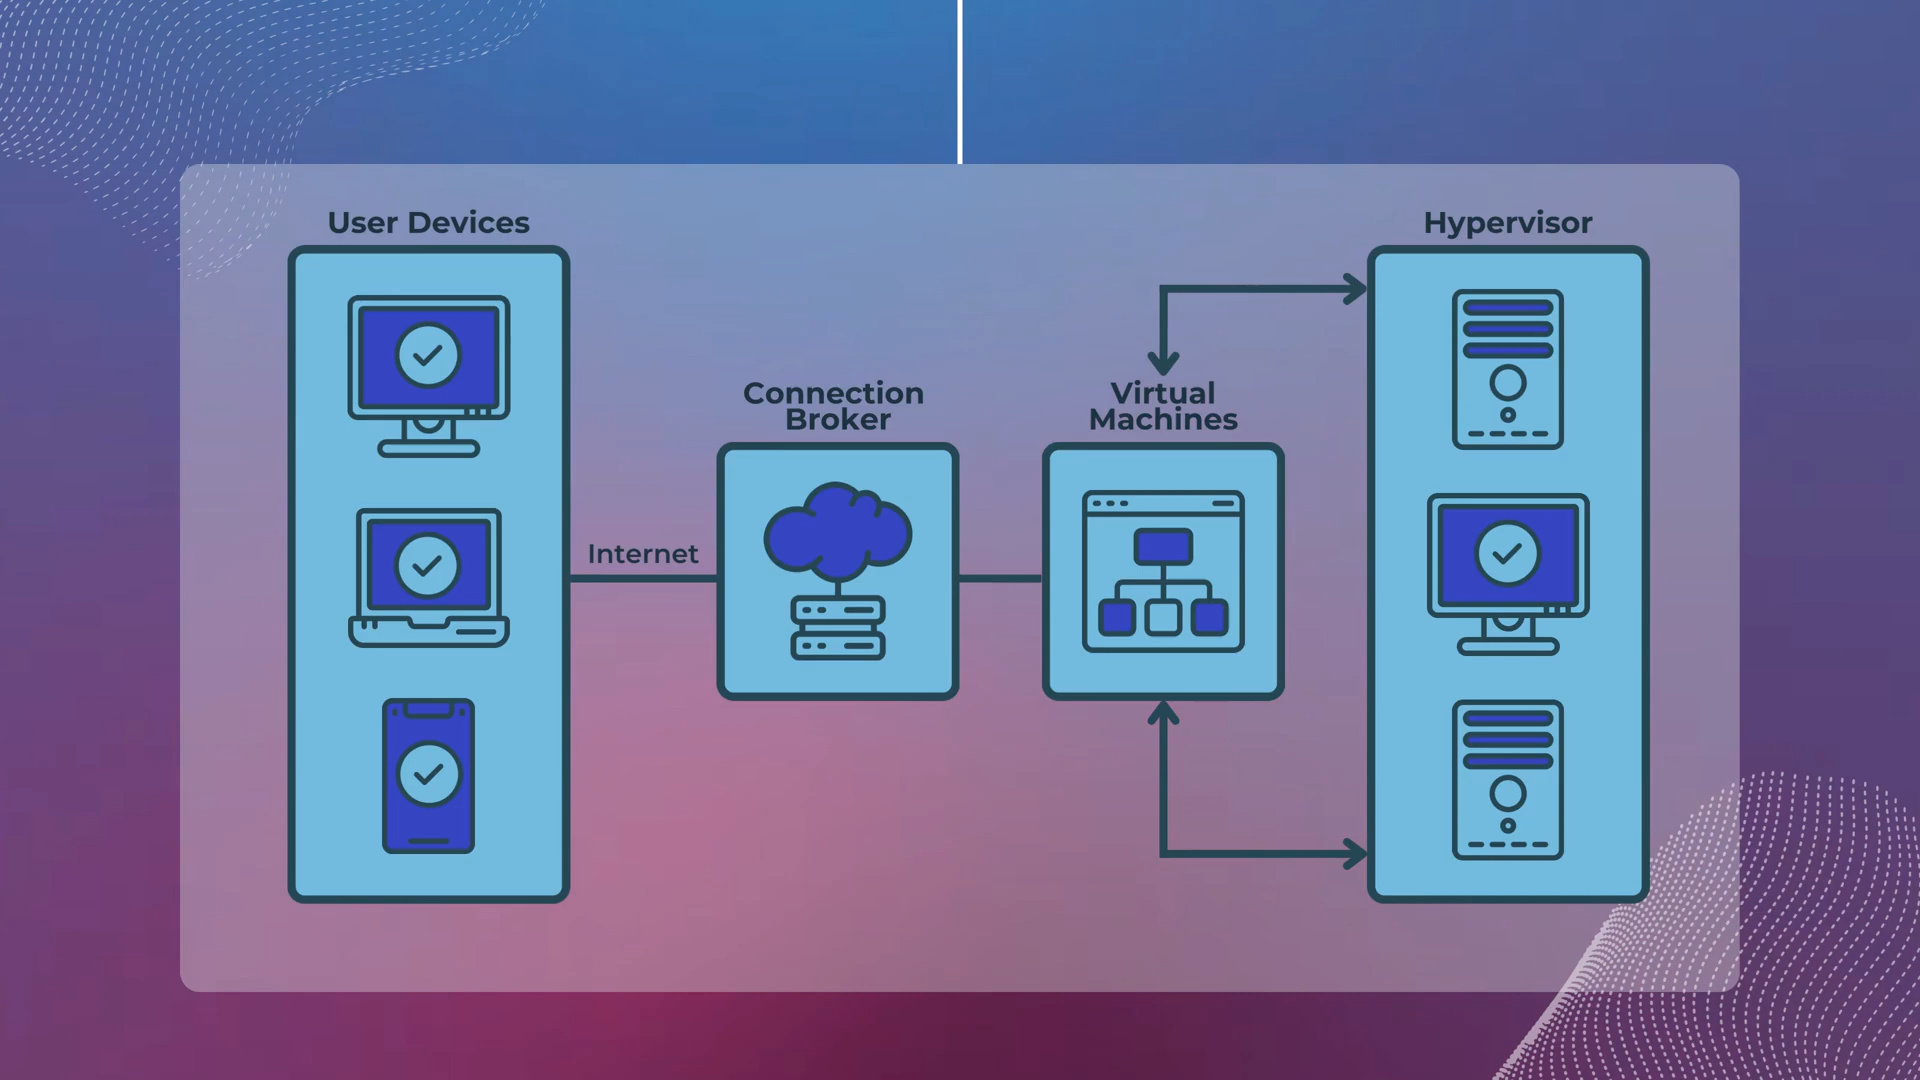 User Devices
Hypervisor
Connection
Broker
Virtual
Machines
Internet